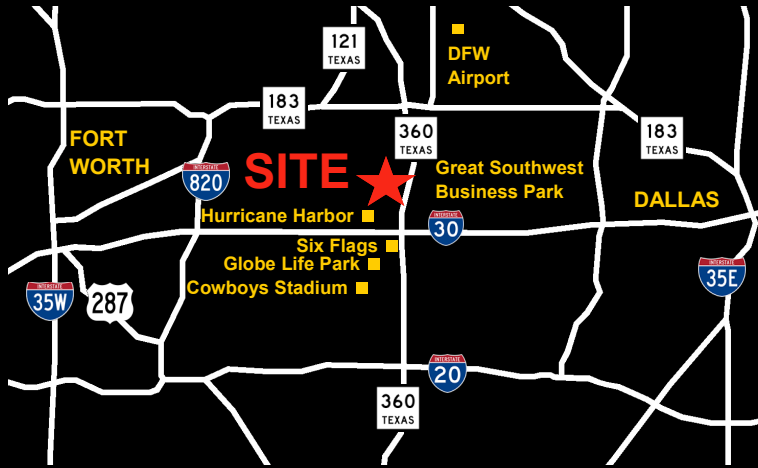 121
TEXAS
DFW
Airport
183
TEXAS
360
TEXAS
183
TEXAS
FORT
WORTH
INTERSTATE
820
SITE
Great Southwest
Business Park
DALLAS
Hurricane Harbor
INTERSTATE
30
Six Flags
Globe Life Park
Cowboys Stadium
INTERSTATE
35W
287
INTERSTATE
35E
INTERSTATE
20
360
TEXAS